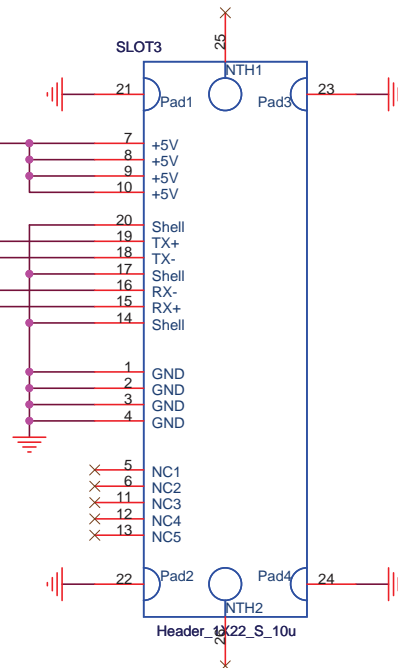 25
SLOT3
NTH1
21 Pad1 Pad3 23
7 +5V
8 +5V
9 +5V
10 +5V
20 Shell
19 TX+
18 TX-
17 Shell
16 RX-
15 RX+
14 Shell
1 GND
2 GND
3 GND
4 GND
5 NC1
6 NC2
11 NC3
12 NC4
13 NC5
22 Pad2 Pad4 24
NTH2
Header_1X22_S_10u
26